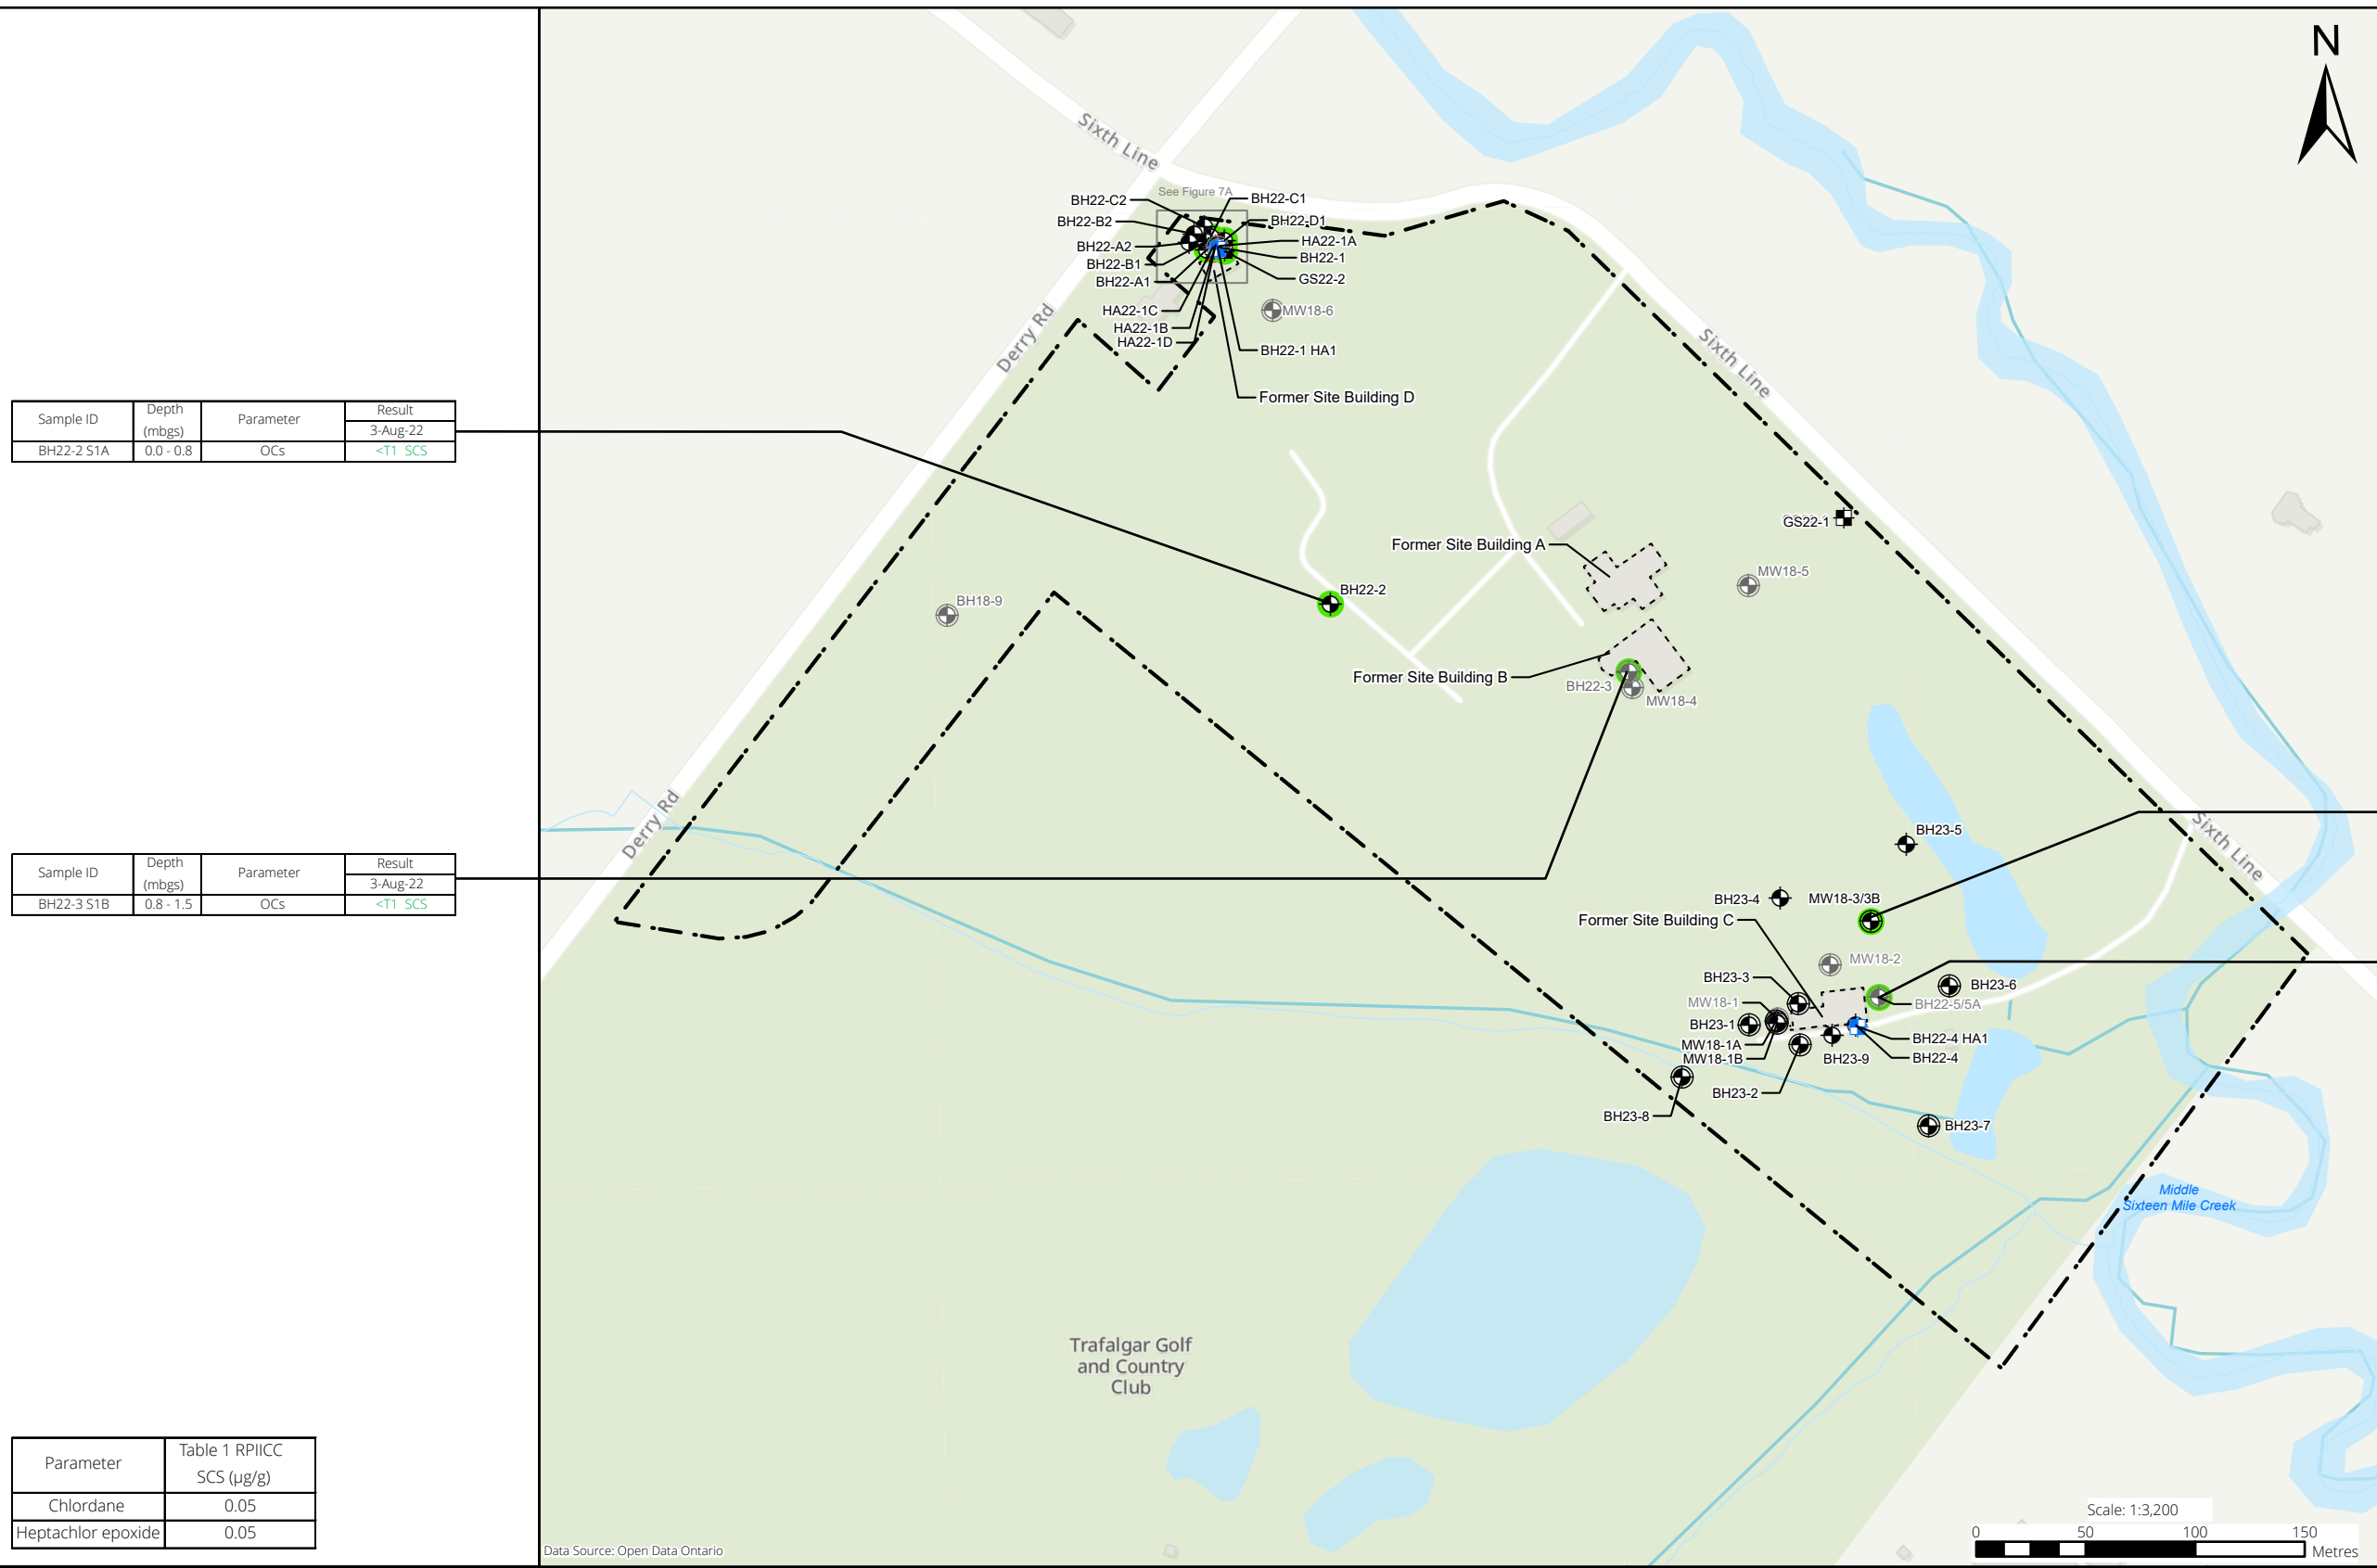 N
Sixth Line
See Figure 7A
BH22-C2
BH22-C1
BH22-B2
BH22-D1
BH22-A2
HA22-1A
BH22-B1
BH22-1
BH22-A1
GS22-2
HA22-1C
MW18-6
HA22-1B
HA22-1D
BH22-1 HA1
Derry Rd
Sixth Line
Former Site Building D
Sample ID
Depth
(mbgs)
Parameter
Result
3-Aug-22
BH22-2 S1A
0.0 - 0.8
OCs
<T1 SCS
GS22-1
Former Site Building A
MW18-5
BH22-2
BH18-9
Former Site Building B
BH22-3
MW18-4
Derry Rd
Sixth Line
BH23-5
Sample ID
Depth
(mbgs)
Parameter
Result
3-Aug-22
BH22-3 S1B
0.8 - 1.5
OCs
<T1 SCS
BH23-4
MW18-3/3B
Former Site Building C
MW18-2
BH23-3
BH23-6
MW18-1
BH22-5/5A
BH23-1
BH22-4 HA1
MW18-1A
MW18-1B
BH23-9
BH22-4
BH23-2
BH23-8
BH23-7
Middle
Sixteen Mile Creek
Trafalgar Golf
and Country
Club
Parameter
Table 1 RPIICC
SCS (µg/g)
Chlordane
0.05
Heptachlor epoxide
0.05
Data Source: Open Data Ontario
Scale: 1:3,200
0 50 100 150
Metres